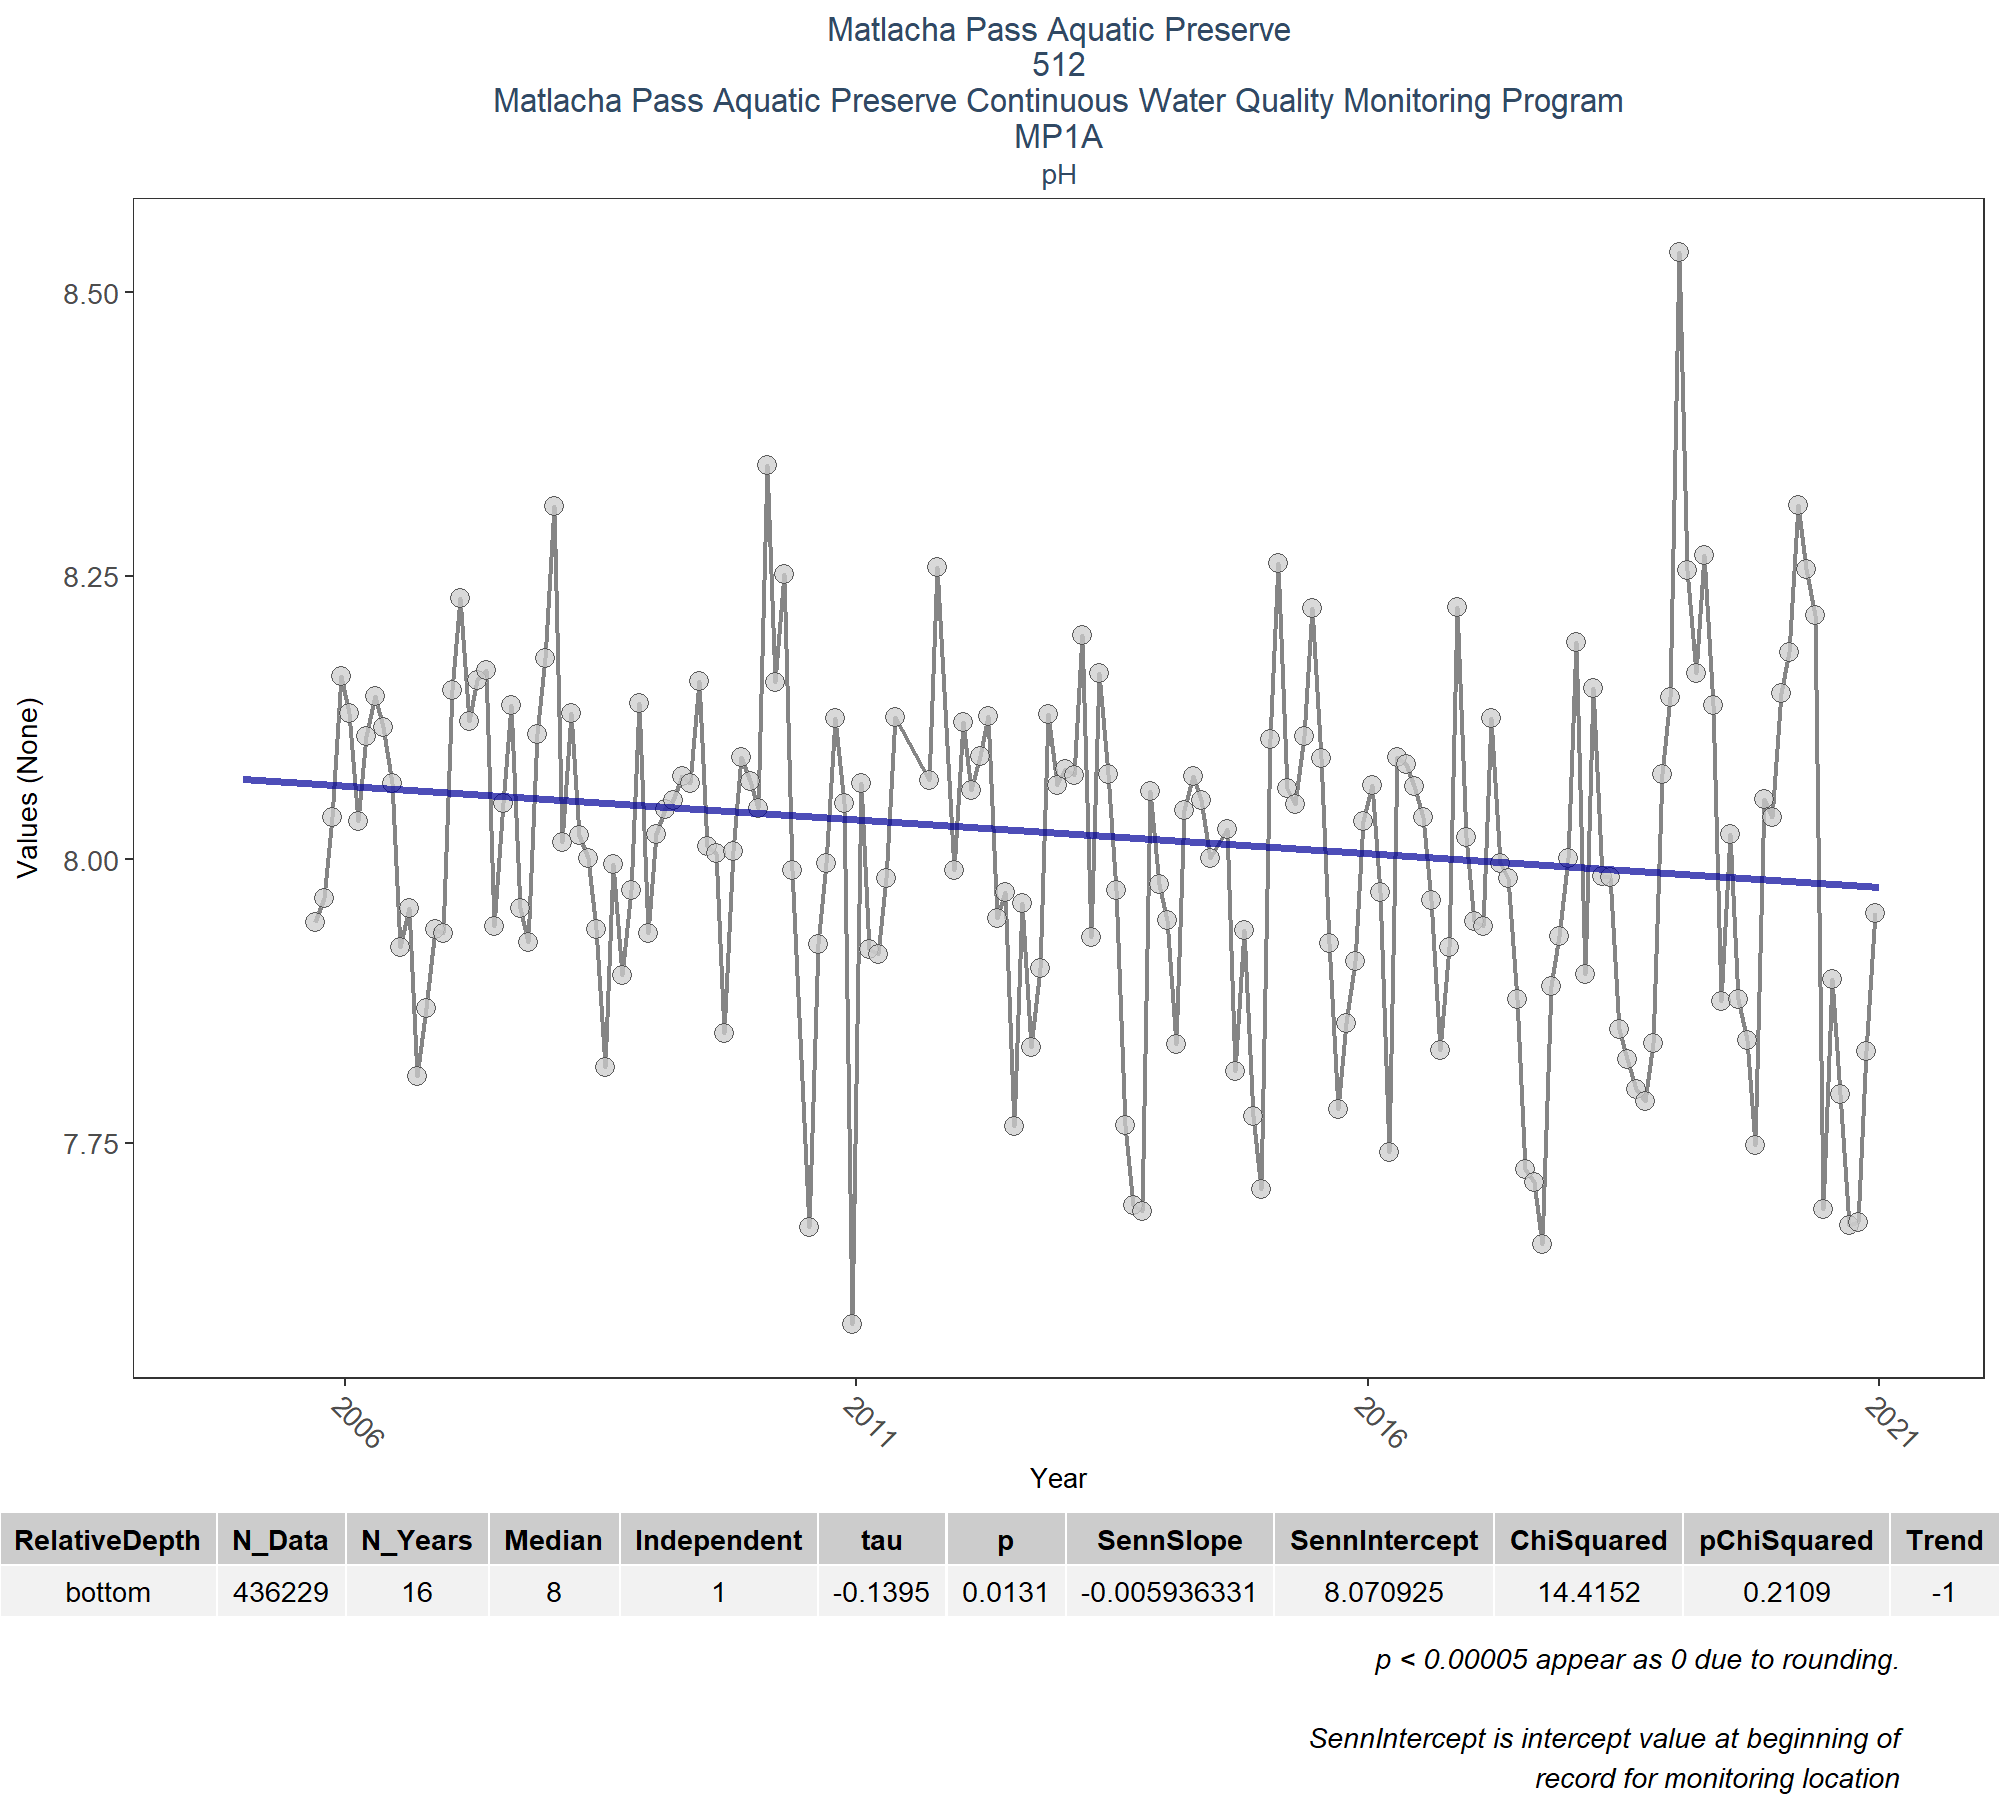 Matlacha Pass Aquatic Preserve
512
Matlacha Pass Aquatic Preserve Continuous Water Quality Monitoring Program
MP1A
pH
Values (None)
8.50
8.25
8.00
7.75
2006
2011
2016
2021
Year
RelativeDepth N_Data N_Years Median Independent tau p SennSlope SennIntercept ChiSquared pChiSquared Trend
bottom 436229 16 8 1 -0.1395 0.0131 -0.005936331 8.070925 14.4152 0.2109 -1
p < 0.00005 appear as 0 due to rounding.
SennIntercept is intercept value at beginning of
record for monitoring location